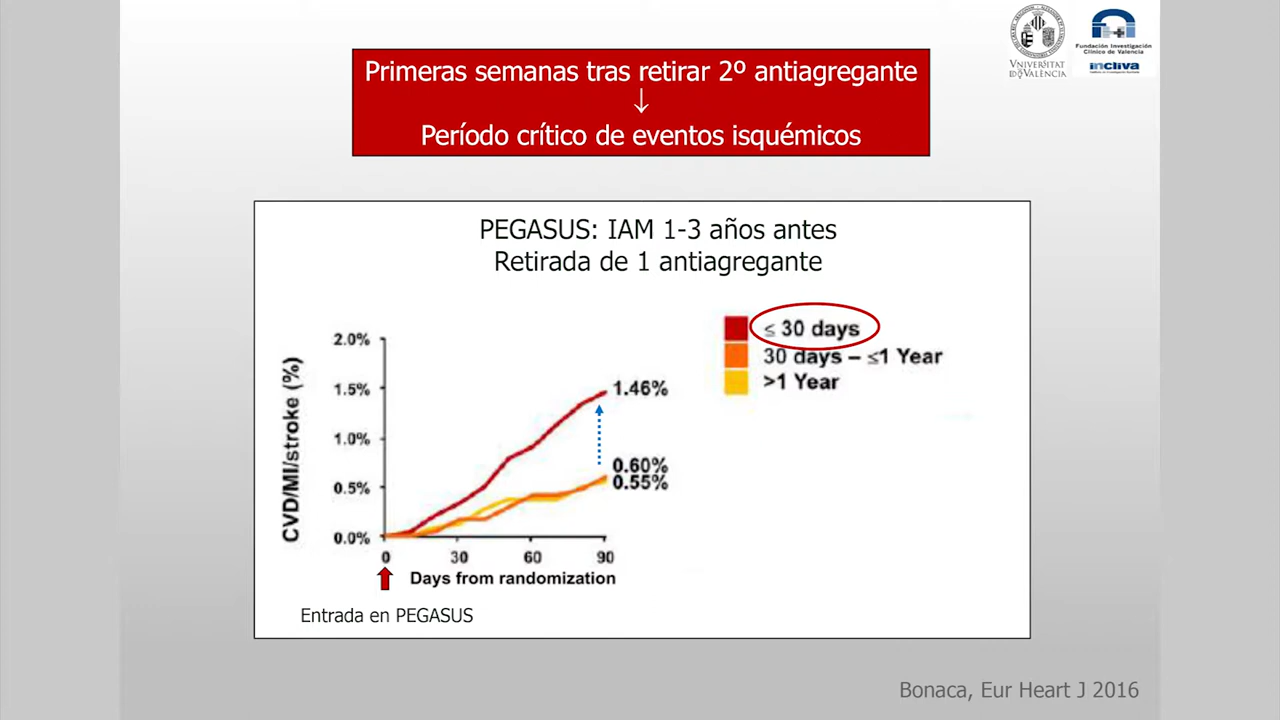 VNIVERSITAT
DE VALÈNCIA
Fundación Investigación
Clínico de Valencia
incliva
Primeras semanas tras retirar 2º antiagregante
↓
Período crítico de eventos isquémicos
PEGASUS: IAM 1-3 años antes
Retirada de 1 antiagregante
≤ 30 days
30 days – ≤1 Year
>1 Year
CVD/MI/stroke (%)
2.0%
1.5%
1.0%
0.5%
0.0%
1.46%
0.60%
0.55%
0 30 60 90
Days from randomization
Entrada en PEGASUS
Bonaca, Eur Heart J 2016